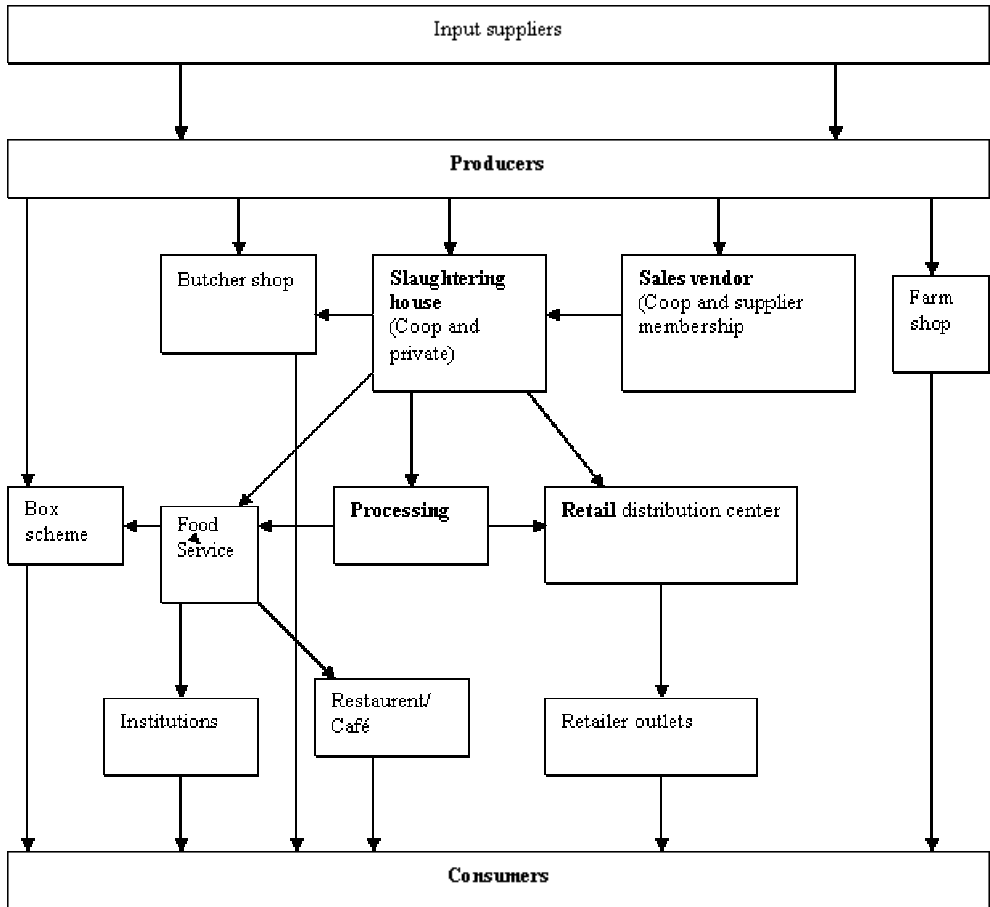 Input suppliers
Producers
Butcher shop
Slaughtering
house
(Coop and
private)
Sales vendor
(Coop and supplier
membership
Farm
shop
Box
scheme
Food
Service
Processing
Retail distribution center
Institutions
Restaurent/
Café
Retailer outlets
Consumers